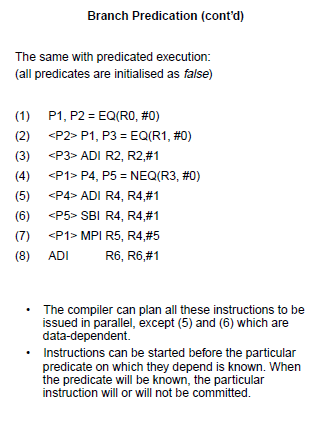 Branch Predication (cont'd)
The same with predicated execution:
(all predicates are initialised as false)
(1) P1, P2 = EQ(R0, #0)
(2) <P2> P1, P3 = EQ(R1, #0)
(3) <P3> ADI R2, R2,#1
(4) <P1> P4, P5 = NEQ(R3, #0)
(5) <P4> ADI R4, R4,#1
(6) <P5> SBI R4, R4,#1
(7) <P1> MPI R5, R4,#5
(8) ADI R6, R6,#1
• The compiler can plan all these instructions to be
issued in parallel, except (5) and (6) which are
data-dependent.
• Instructions can be started before the particular
predicate on which they depend is known. When
the predicate will be known, the particular
instruction will or will not be committed.